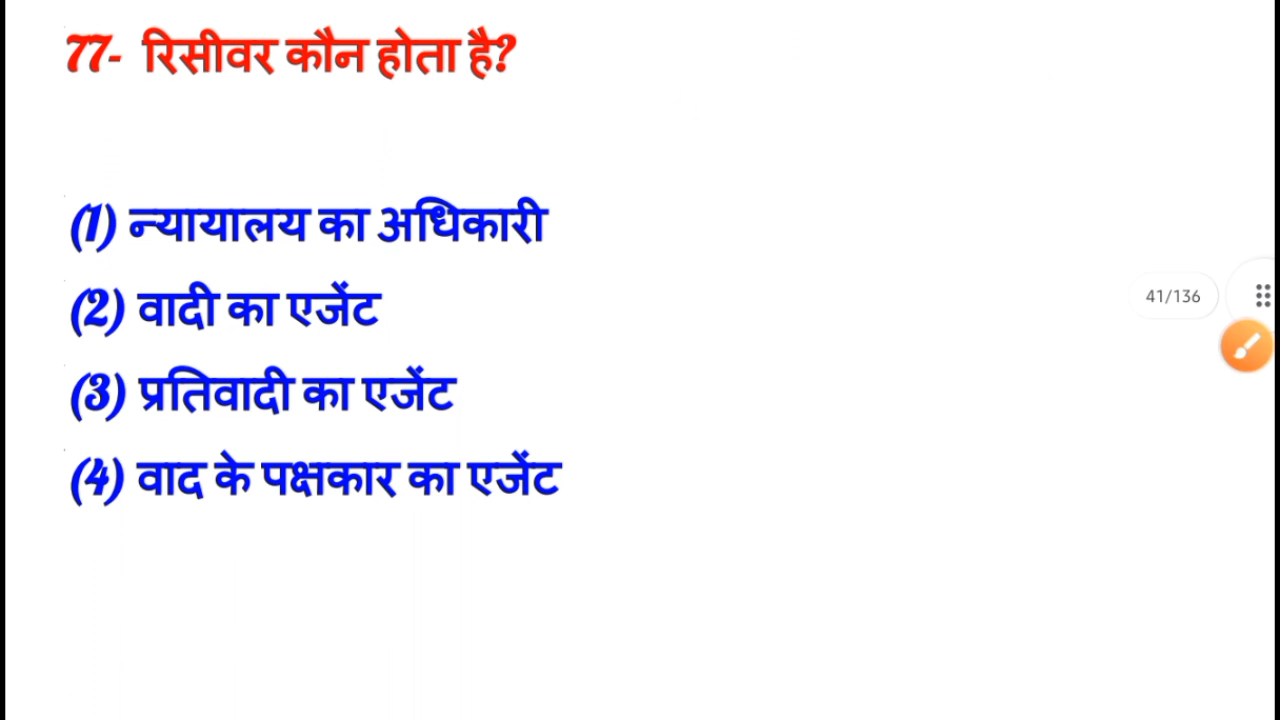 77- रिसीवर कौन होता है?
(1) न्यायालय का अधिकारी
(2) वादी का एजेंट
41/136
(3) प्रतिवादी का एजेंट
(4) वाद के पक्षकार का एजेंट